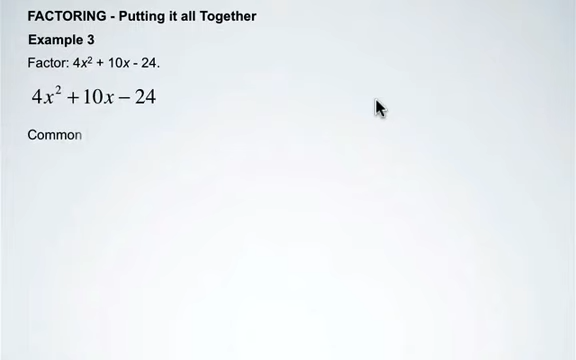 FACTORING - Putting it all Together
Example 3
Factor: 4x² + 10x - 24.
4x² + 10x − 24
Common